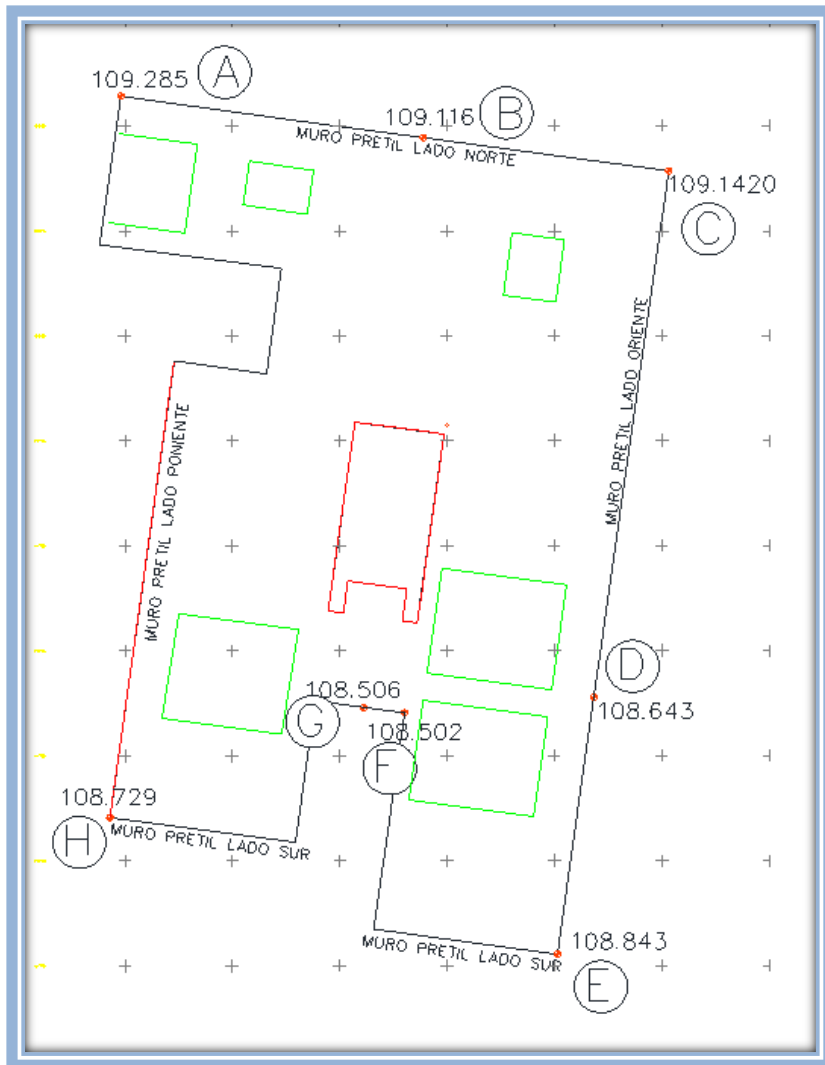 109.285
A
109.116
B
MURO PRETIL LADO NORTE
109.1420
C
MURO PRETIL LADO ORIENTE
MURO PRETIL LADO PONIENTE
D
108.643
108.506
G
108.502
F
108.729
H
MURO PRETIL LADO SUR
108.843
MURO PRETIL LADO SUR
E